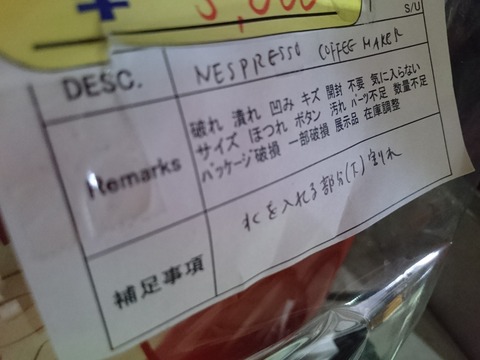 S/U
DESC.
NESPRESSO COFFEE MAKER
Remarks
破れ 潰れ 凹み キズ 開封 不要 気に入らない
サイズ ほつれ ボタン 汚れ パーツ不足 数量不足
パッケージ破損 一部破損 展示品 在庫調整
補足事項
水を入れる部分(下)割れ